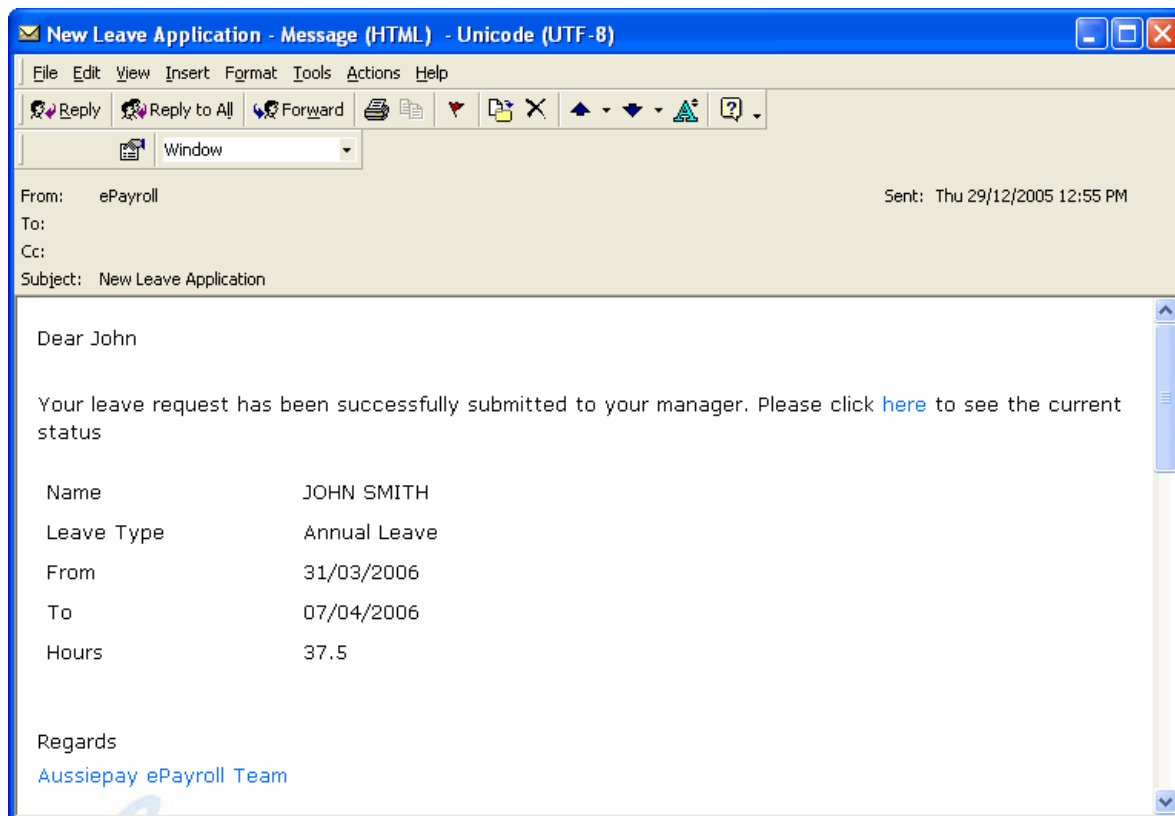 New Leave Application - Message (HTML)  - Unicode (UTF-8)
File Edit View Insert Format Tools Actions Help
Reply Reply to All Forward
Window
From: ePayroll Sent: Thu 29/12/2005 12:55 PM
To:
Cc:
Subject: New Leave Application
Dear John
Your leave request has been successfully submitted to your manager. Please click here to see the current
status
Name JOHN SMITH
Leave Type Annual Leave
From 31/03/2006
To 07/04/2006
Hours 37.5
Regards
Aussiepay ePayroll Team